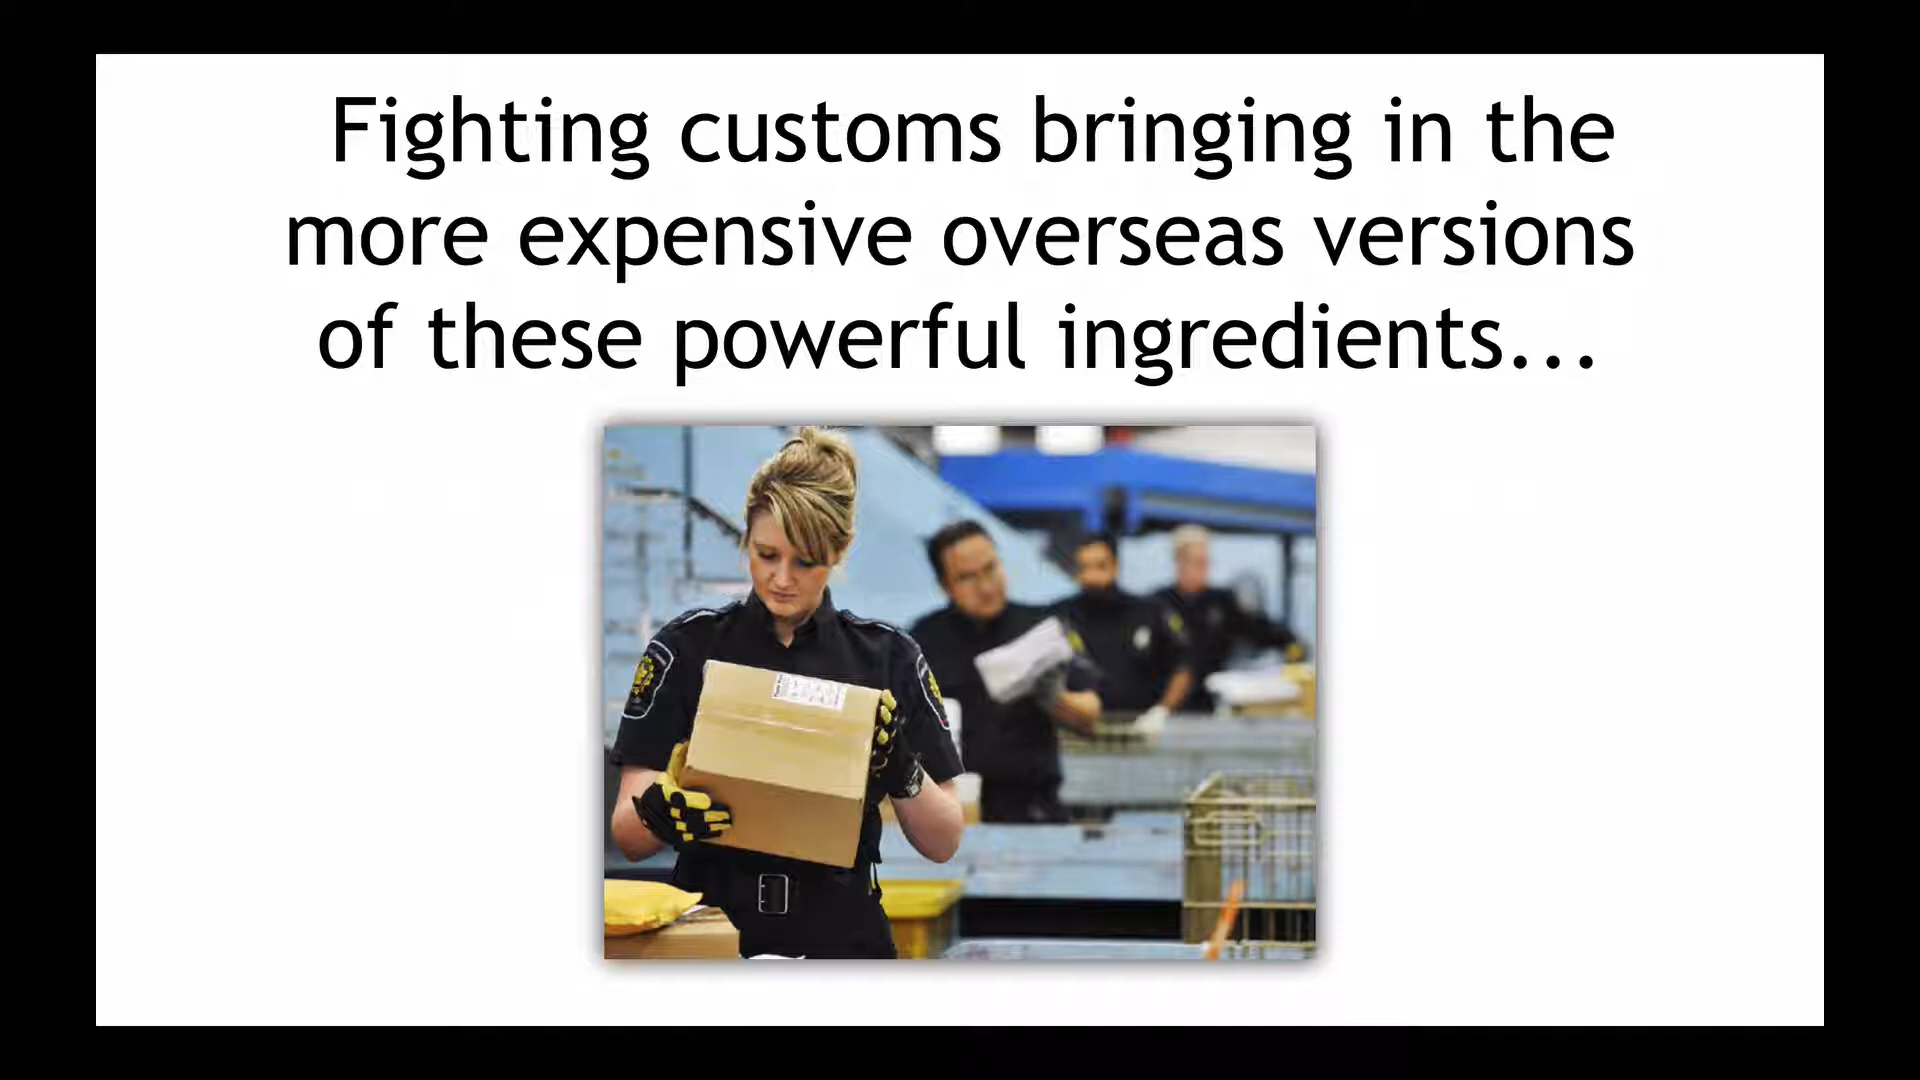 Fighting customs bringing in the
more expensive overseas versions
of these powerful ingredients...